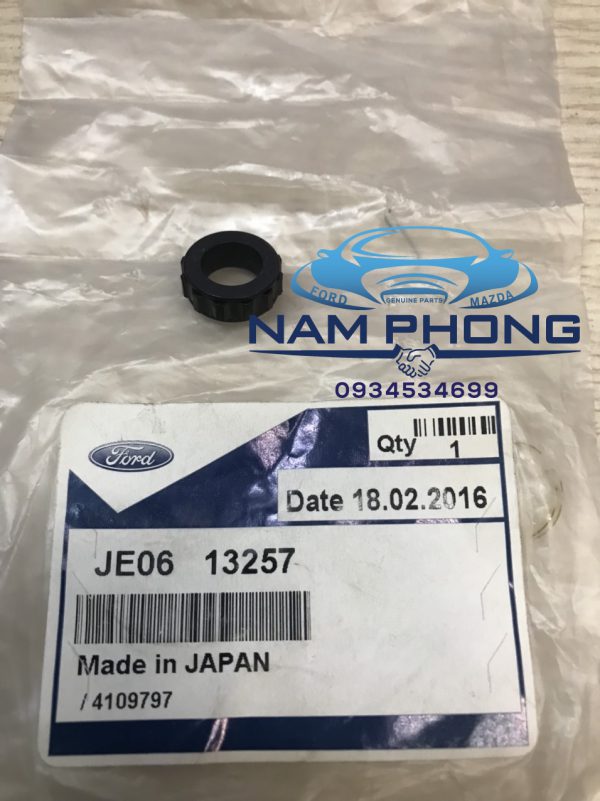 FORD GENUINE PARTS MAZDA
NAM PHONG
0934534699
Ford
Qty 1
Date 18.02.2016
JE06 13257
Made in JAPAN
/ 4109797